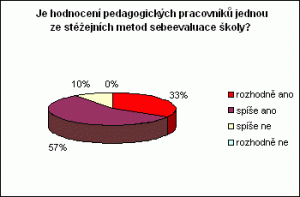 Je hodnocení pedagogických pracovníků jednou
ze stěžejních metod sebeevaluace školy?
10%
0%
33%
57%
rozhodně ano
spíše ano
spíše ne
rozhodně ne